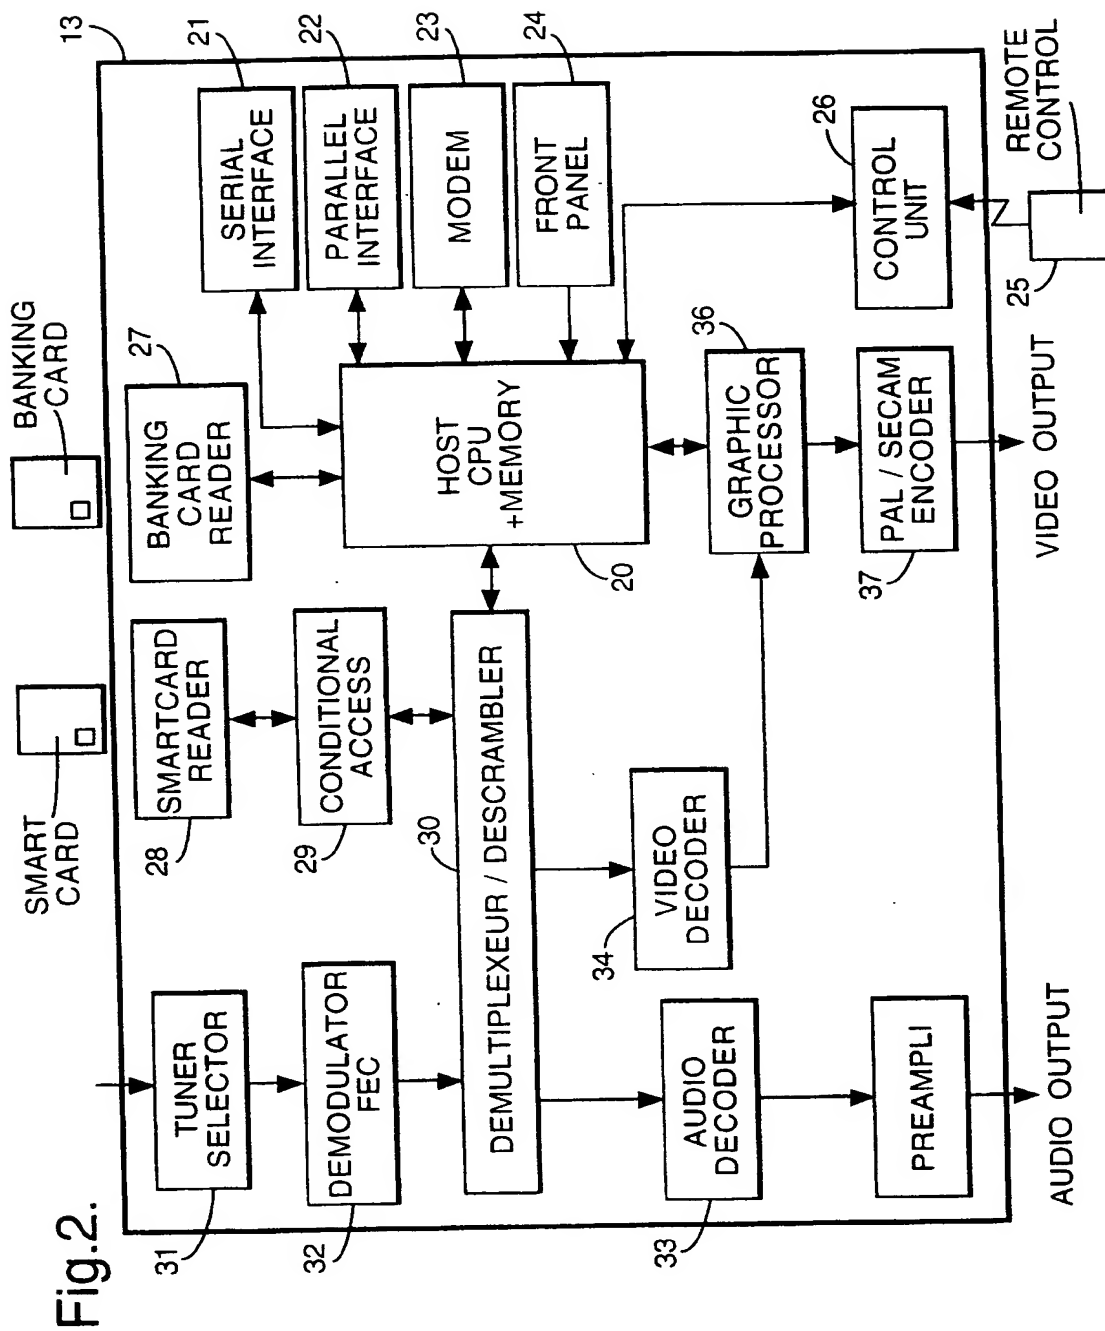 Fig.2.
SMART
CARD
BANKING
CARD
13
31
TUNER
SELECTOR
28
SMARTCARD
READER
27
BANKING
CARD
READER
21
SERIAL
INTERFACE
22
PARALLEL
INTERFACE
23
MODEM
24
FRONT
PANEL
32
DEMODULATOR
FEC
29
CONDITIONAL
ACCESS
30
DEMULTIPLEXEUR / DESCRAMBLER
20
HOST
CPU
+MEMORY
33
AUDIO
DECODER
34
VIDEO
DECODER
36
GRAPHIC
PROCESSOR
26
CONTROL
UNIT
PREAMPLI
37
PAL / SECAM
ENCODER
25
REMOTE
CONTROL
AUDIO OUTPUT
VIDEO OUTPUT